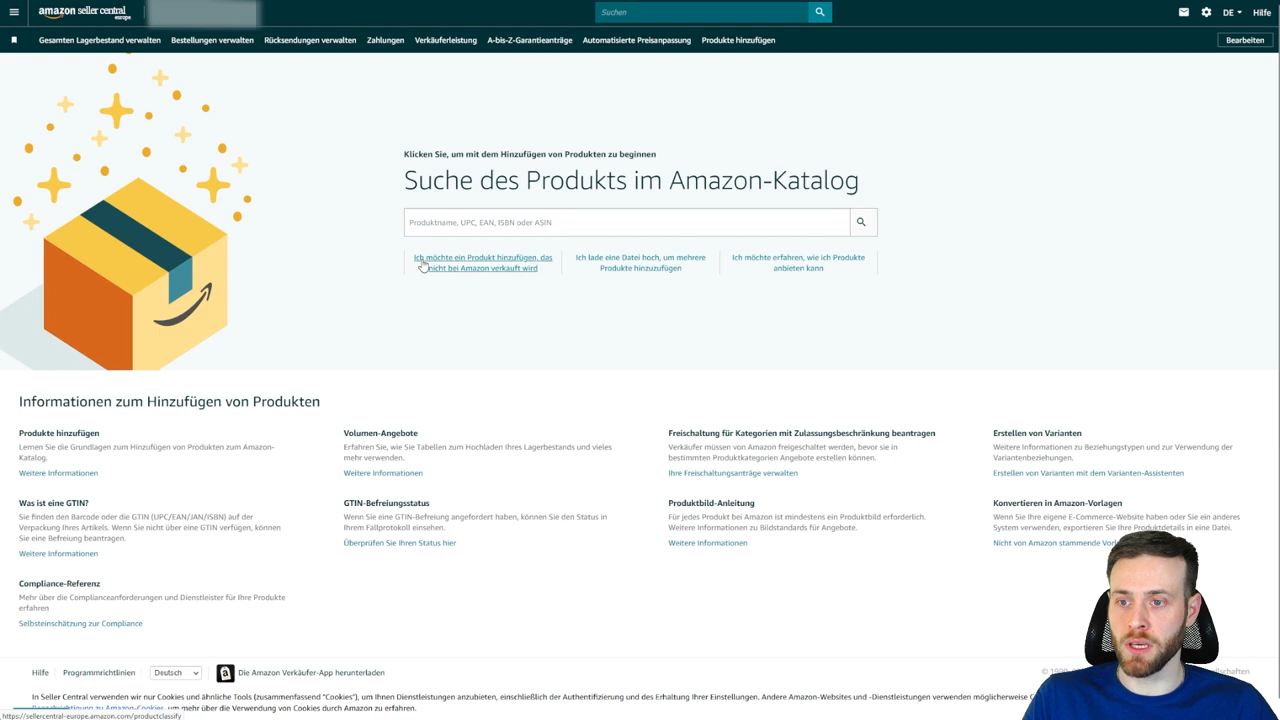 amazon seller central
europe
Suchen
DE
Hilfe
Gesamten Lagerbestand verwalten
Bestellungen verwalten
Rücksendungen verwalten
Zahlungen
Verkäuferleistung
A-bis-Z-Garantieanträge
Automatisierte Preisanpassung
Produkte hinzufügen
Bearbeiten
Klicken Sie, um mit dem Hinzufügen von Produkten zu beginnen
Suche des Produkts im Amazon-Katalog
Produktname, UPC, EAN, ISBN oder ASIN
Ich möchte ein Produkt hinzufügen, das
nicht bei Amazon verkauft wird
Ich lade eine Datei hoch, um mehrere
Produkte hinzuzufügen
Ich möchte erfahren, wie ich Produkte
anbieten kann
Informationen zum Hinzufügen von Produkten
Produkte hinzufügen
Lernen Sie die Grundlagen zum Hinzufügen von Produkten zum Amazon-
Katalog.
Weitere Informationen
Volumen-Angebote
Erfahren Sie, wie Sie Tabellen zum Hochladen Ihres Lagerbestands und vieles
mehr verwenden.
Weitere Informationen
Freischaltung für Kategorien mit Zulassungsbeschränkung beantragen
Verkäufer müssen von Amazon freigeschaltet werden, bevor sie in
bestimmten Produktkategorien Angebote erstellen können.
Ihre Freischaltungsanträge verwalten
Erstellen von Varianten
Weitere Informationen zu Beziehungstypen und zur Verwendung der
Variantenbeziehungen.
Erstellen von Varianten mit dem Varianten-Assistenten
Was ist eine GTIN?
Sie finden den Barcode oder die GTIN (UPC/EAN/JAN/ISBN) auf der
Verpackung Ihres Artikels. Wenn Sie nicht über eine GTIN verfügen, können
Sie eine Befreiung beantragen.
Weitere Informationen
GTIN-Befreiungsstatus
Wenn Sie eine GTIN-Befreiung angefordert haben, können Sie den Status in
Ihrem Fallprotokoll einsehen.
Überprüfen Sie Ihren Status hier
Produktbild-Anleitung
Für jedes Produkt bei Amazon ist mindestens ein Produktbild erforderlich.
Weitere Informationen zu Bildstandards für Angebote.
Weitere Informationen
Konvertieren in Amazon-Vorlagen
Wenn Sie Ihre eigene E-Commerce-Website haben oder Sie ein anderes
System verwenden, exportieren Sie Ihre Produktdetails in eine Datei.
Nicht von Amazon stammende
Compliance-Referenz
Mehr über die Complianceanforderungen und Dienstleister für Ihre Produkte
erfahren
Selbsteinschätzung zur Compliance
Hilfe
Programmrichtlinien
Deutsch
Die Amazon Verkäufer-App herunterladen
In Seller Central verwenden wir nur Cookies und ähnliche Tools (zusammenfassend "Cookies"), um Ihnen Dienstleistungen anzubieten, einschließlich der Authentifizierung und des Erhaltung Ihrer Einstellungen. Andere Amazon-Websites und -Dienstleistungen verwenden möglicherweise
um mehr über die Verwendung von Cookies durch Amazon zu erfahren.
https://sellercentral-europe.amazon.com/productclassify